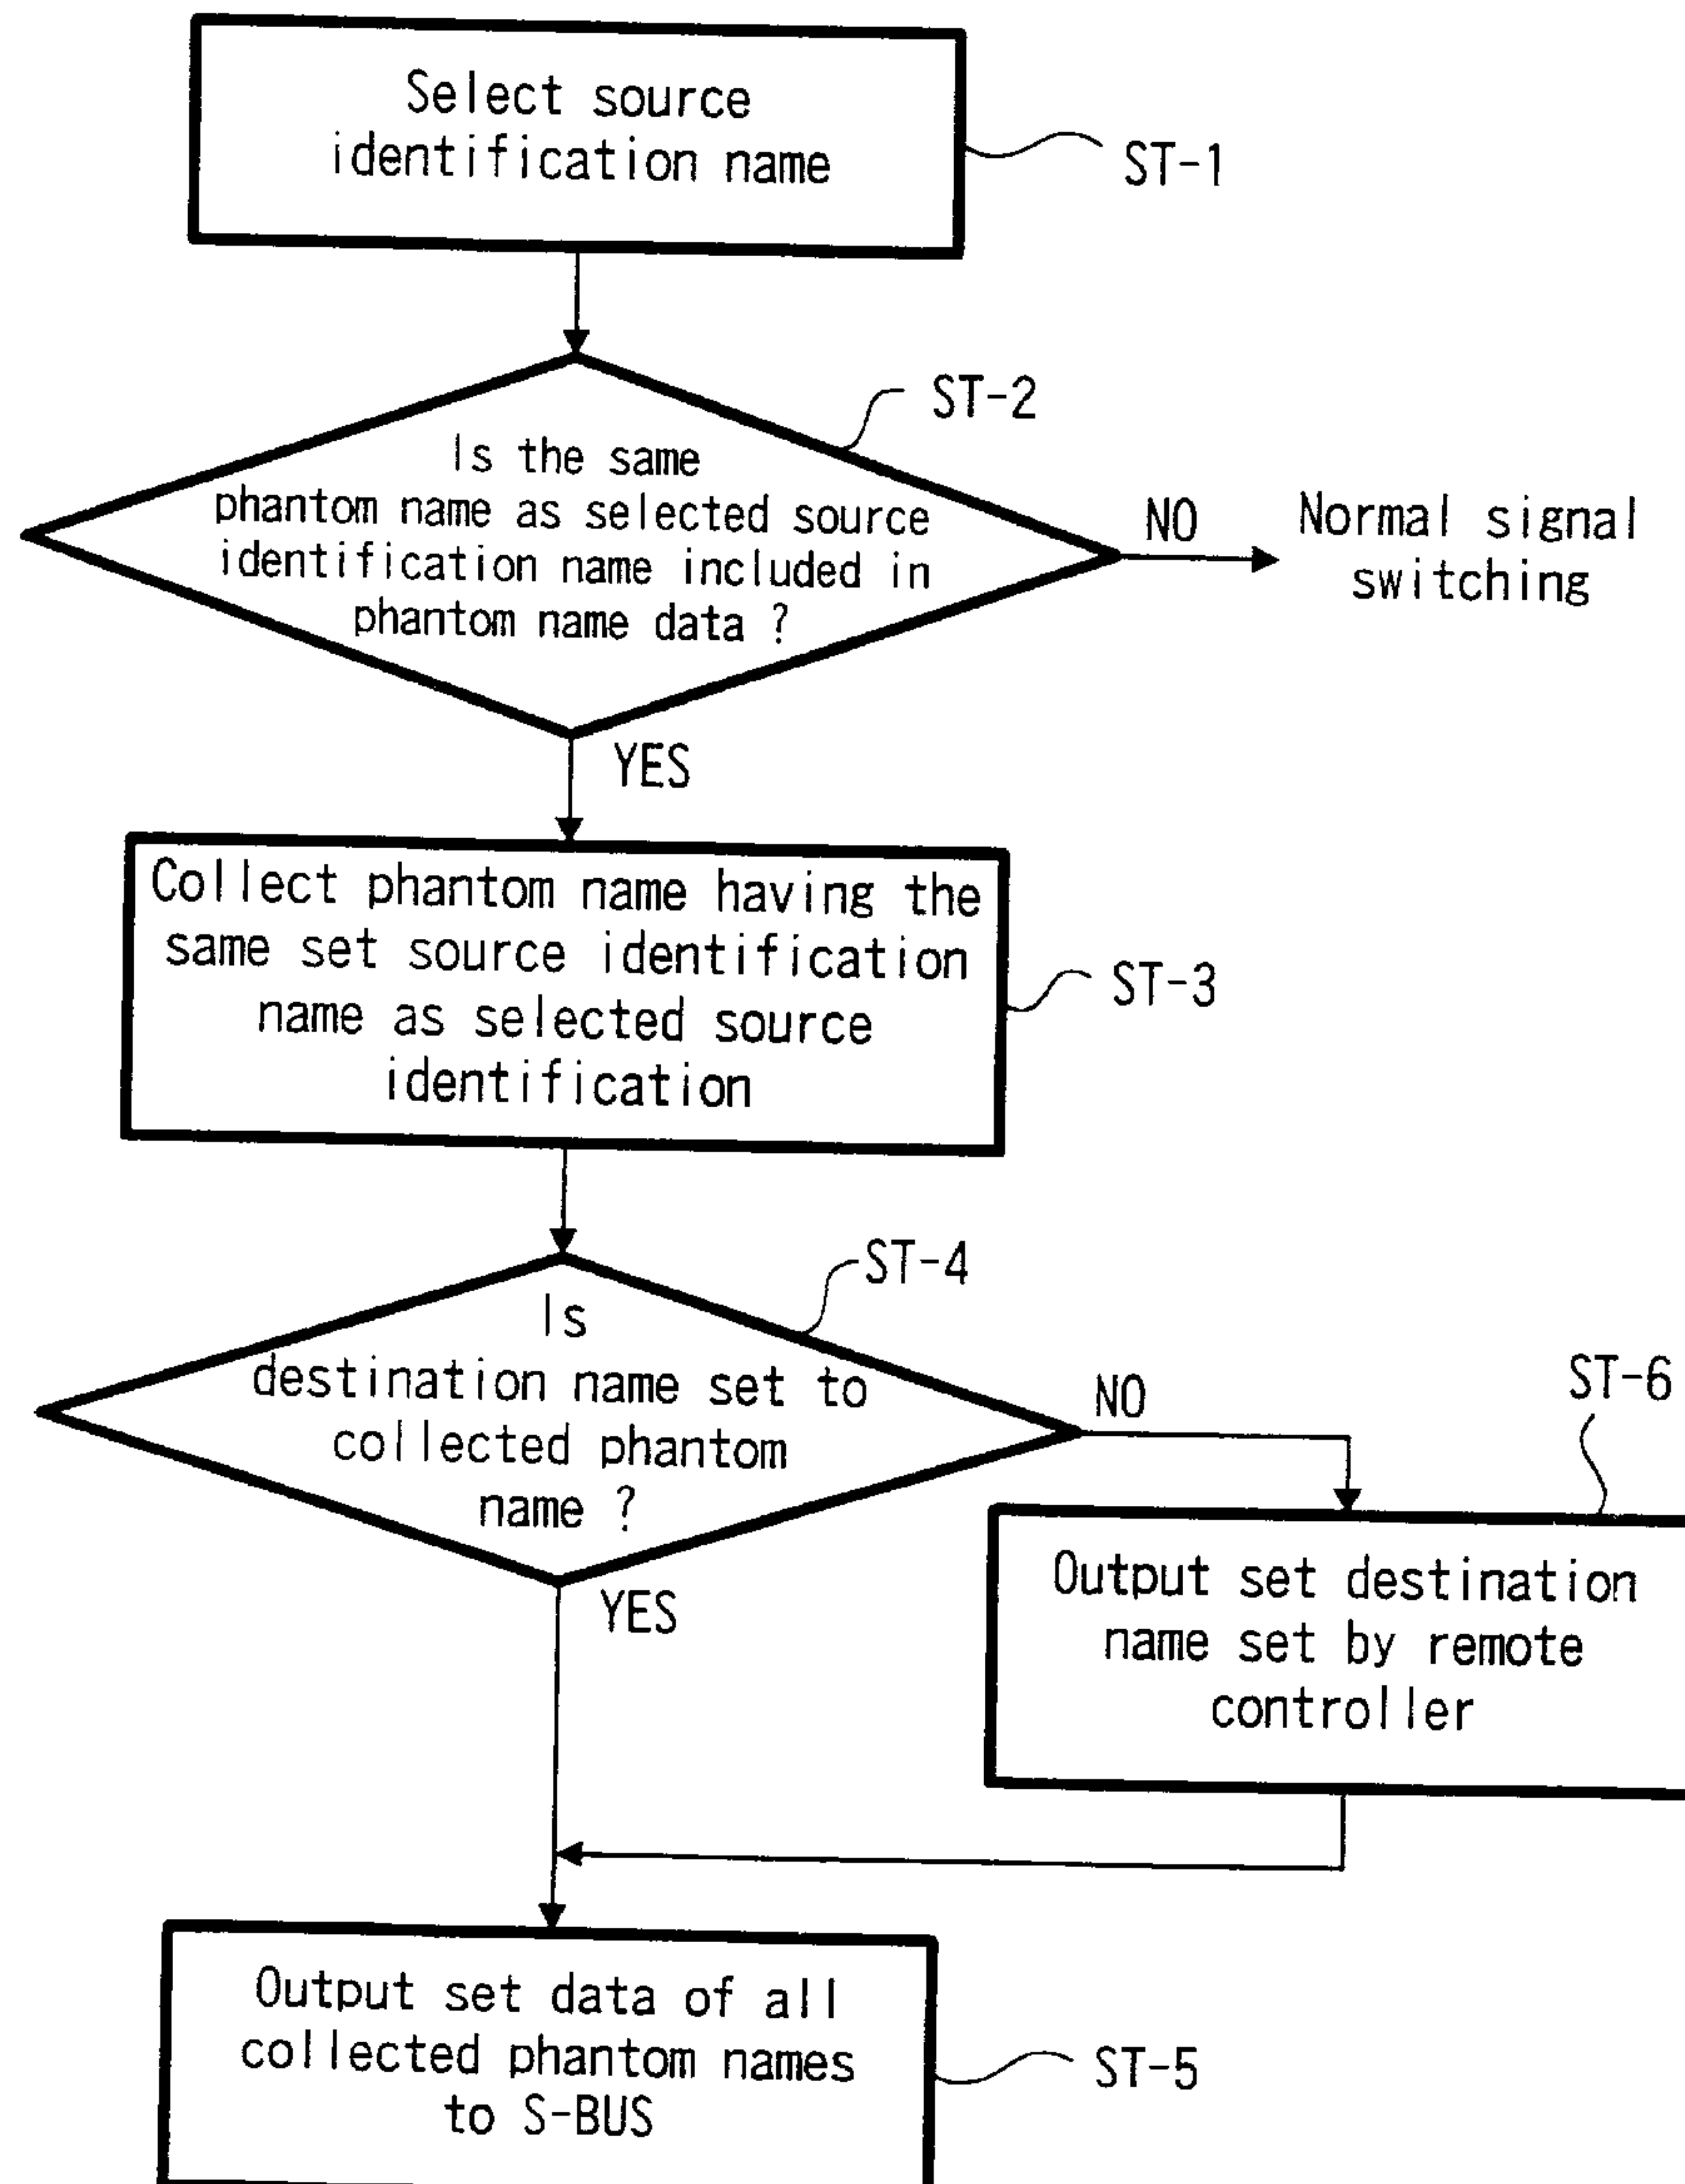 Select source
identification name
ST-1
ST-2
Is the same
phantom name as selected source
identification name included in
phantom name data ?
NO
Normal signal
switching
YES
Collect phantom name having the
same set source identification
name as selected source
identification
ST-3
ST-4
Is
destination name set to
collected phantom
name ?
NO
YES
ST-6
Output set destination
name set by remote
controller
Output set data of all
collected phantom names
to S-BUS
ST-5